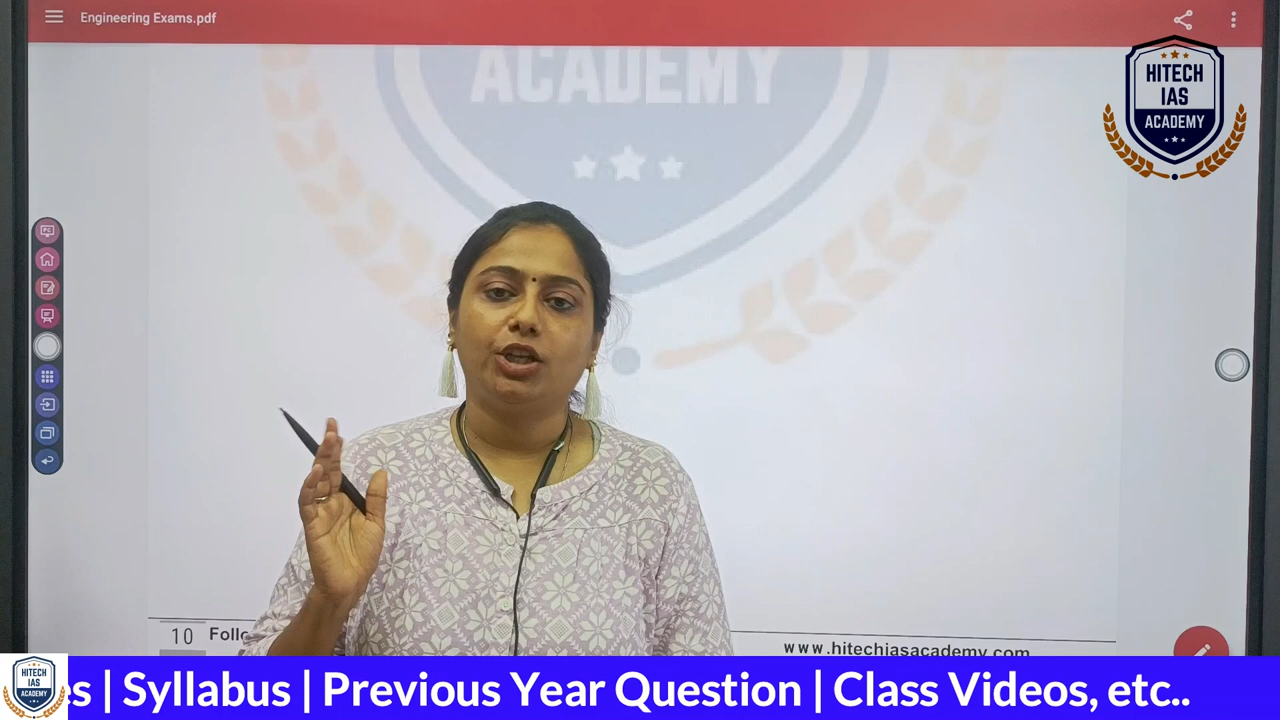 Engineering Exams.pdf
ACADEMY
HITECH
IAS
ACADEMY
PC
10
www.hitechiasacademy.com
HITECH
IAS
ACADEMY
| Syllabus | Previous Year Question | Class Videos, etc..